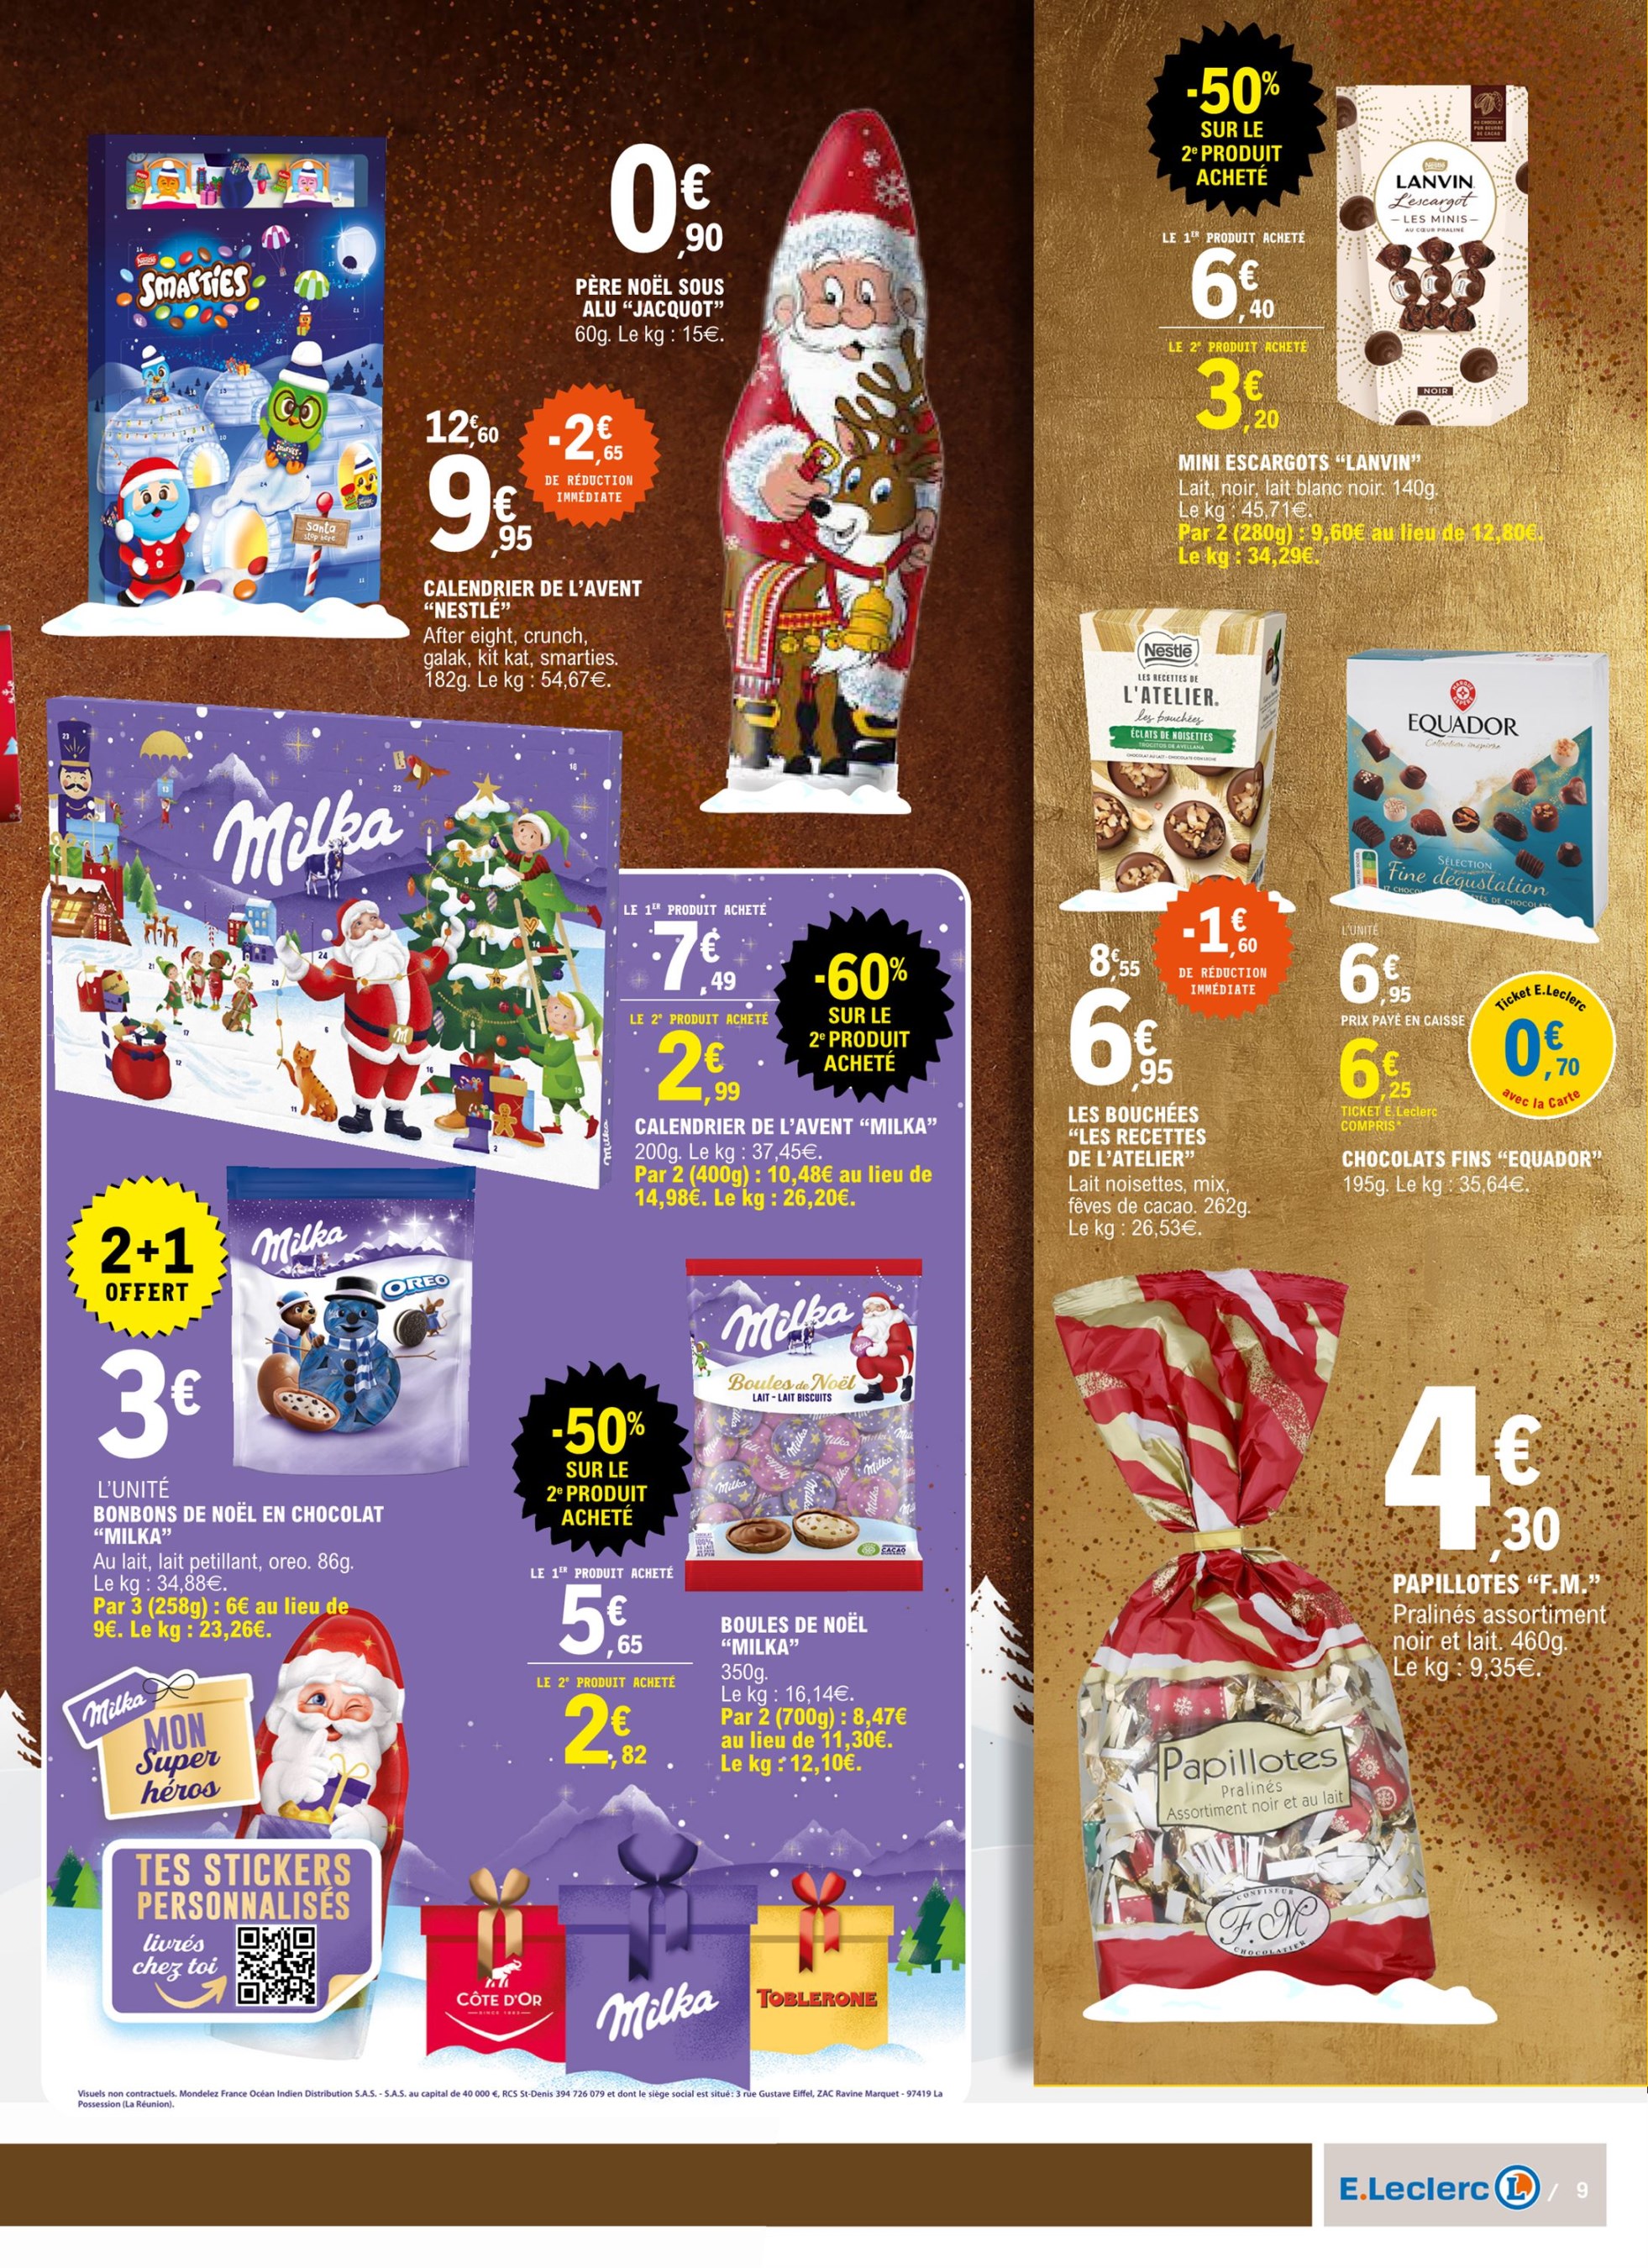 Nestlé
SMARTIES
Santa
stop here
0€,90
PÈRE NOËL SOUS
ALU “JACQUOT”
60g. Le kg : 15€.
12€,60
-2€,65
DE RÉDUCTION
IMMÉDIATE
9€,95
CALENDRIER DE L’AVENT
“NESTLÉ”
After eight, crunch,
galak, kit kat, smarties.
182g. Le kg : 54,67€.
Milka
Milka
LE 1ER PRODUIT ACHETÉ
7€,49
LE 2E PRODUIT ACHETÉ
2€,99
-60%
SUR LE
2e PRODUIT
ACHETÉ
CALENDRIER DE L’AVENT “MILKA”
200g. Le kg : 37,45€.
Par 2 (400g) : 10,48€ au lieu de
14,98€. Le kg : 26,20€.
2+1
OFFERT
Milka
OREO
3€
L’UNITÉ
BONBONS DE NOËL EN CHOCOLAT
“MILKA”
Au lait, lait petillant, oreo. 86g.
Le kg : 34,88€.
Par 3 (258g) : 6€ au lieu de
9€. Le kg : 23,26€.
Milka
Boules de Noël
LAIT - LAIT BISCUITS
-50%
SUR LE
2e PRODUIT
ACHETÉ
LE 1ER PRODUIT ACHETÉ
5€,65
LE 2E PRODUIT ACHETÉ
2€,82
BOULES DE NOËL
“MILKA”
350g.
Le kg : 16,14€.
Par 2 (700g) : 8,47€
au lieu de 11,30€.
Le kg : 12,10€.
Milka
MON
Super
héros
TES STICKERS
PERSONNALISÉS
livrés
chez toi
CÔTE D’OR
Milka
TOBLERONE
Visuels non contractuels. Mondelez France Océan Indien Distribution S.A.S. - S.A.S. au capital de 40 000 €, RCS St-Denis 394 726 079 et dont le siège social est situé : 3 rue Gustave Eiffel, ZAC Ravine Marquet - 97419 La
Possession (La Réunion).
-50%
SUR LE
2e PRODUIT
ACHETÉ
LE 1ER PRODUIT ACHETÉ
6€,40
LE 2E PRODUIT ACHETÉ
3€,20
Nestlé
LANVIN
L'escargot
- LES MINIS -
AU CŒUR PRALINÉ
NOIR
MINI ESCARGOTS “LANVIN”
Lait, noir, lait blanc noir. 140g.
Le kg : 45,71€.
Par 2 (280g) : 9,60€ au lieu de 12,80€.
Le kg : 34,29€.
Nestlé
LES RECETTES DE
L'ATELIER.
les bouchées
ÉCLATS DE NOISETTES
8€,55
-1€,60
DE RÉDUCTION
IMMÉDIATE
6€,95
LES BOUCHÉES
“LES RECETTES
DE L’ATELIER”
Lait noisettes, mix,
fêves de cacao. 262g.
Le kg : 26,53€.
EQUADOR
SÉLECTION
Fine dégustation
L’UNITÉ
6€,95
PRIX PAYÉ EN CAISSE
6€,25
TICKET E.Leclerc
COMPRIS*
Ticket E.Leclerc
0€,70
avec la Carte
CHOCOLATS FINS “EQUADOR”
195g. Le kg : 35,64€.
4€,30
PAPILLOTES “F.M.”
Pralinés assortiment
noir et lait. 460g.
Le kg : 9,35€.
Papillotes
Pralinés
Assortiment noir et au lait
CONFISEUR
F.M
CHOCOLATIER
E.Leclerc L / 9